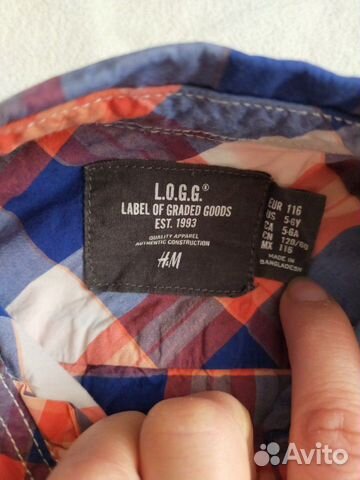 L.O.G.G.®
LABEL OF GRADED GOODS
EST. 1993
QUALITY APPAREL
AUTHENTIC CONSTRUCTION
H&M
EUR 116
US 5-6Y
CA 5-6A
CN 120/60
MX 116
MADE IN
BANGLADESH
Avito